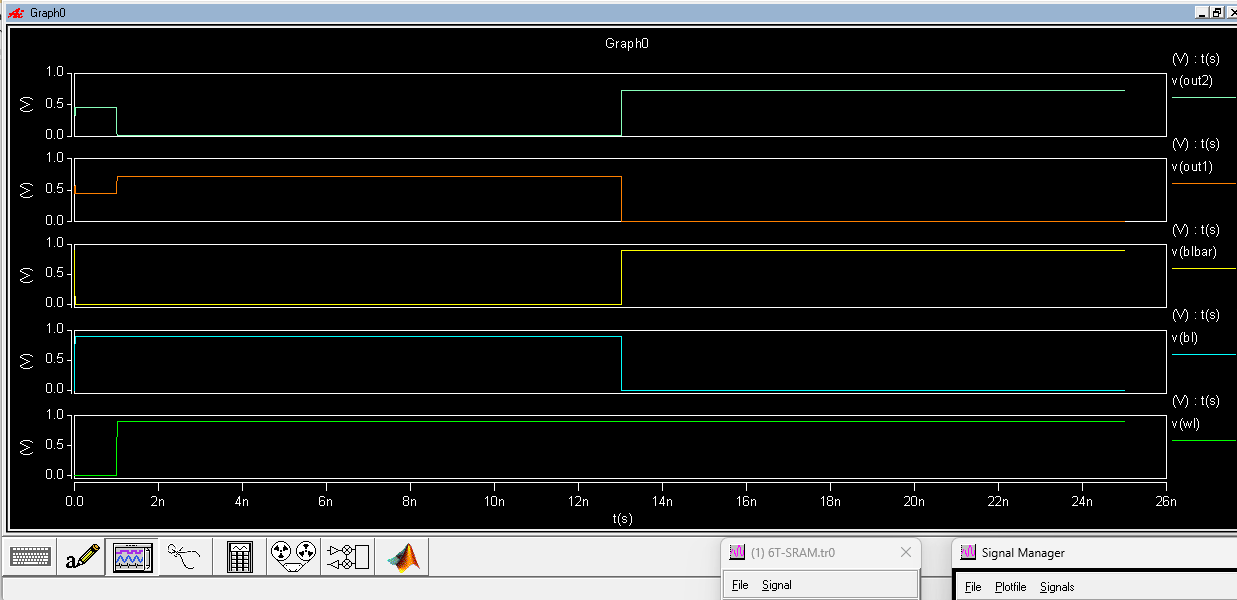 Graph0
Graph0
(V) : t(s)
1.0
v(out2)
(V)
0.5
0.0
(V) : t(s)
1.0
v(out1)
(V)
0.5
0.0
(V) : t(s)
1.0
v(blbar)
(V)
0.5
0.0
(V) : t(s)
1.0
v(bl)
(V)
0.5
0.0
(V) : t(s)
1.0
v(wl)
(V)
0.5
0.0
0.0 2n 4n 6n 8n 10n 12n 14n 16n 18n 20n 22n 24n 26n
t(s)
a
(1) 6T-SRAM.tr0
Signal Manager
File Signal
File Plotfile Signals